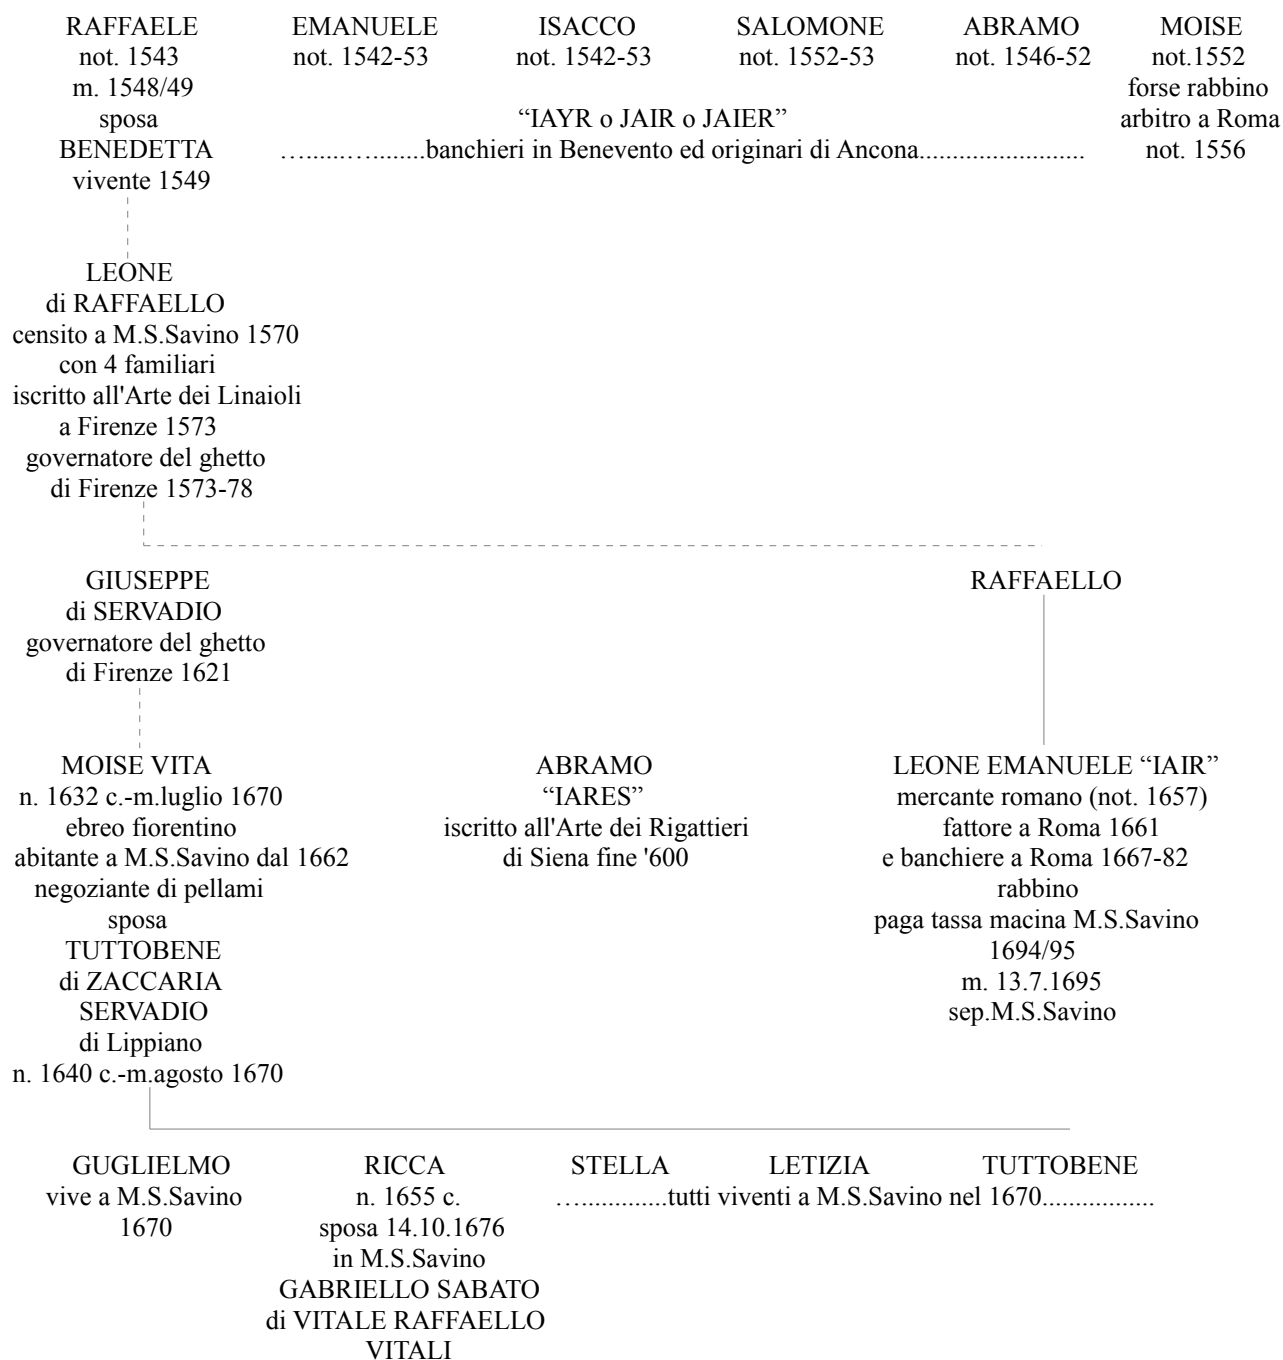 RAFFAELE
not. 1543
m. 1548/49
sposa
BENEDETTA
vivente 1549
EMANUELE
not. 1542-53
ISACCO
not. 1542-53
SALOMONE
not. 1552-53
ABRAMO
not. 1546-52
MOISE
not.1552
forse rabbino
arbitro a Roma
not. 1556
“IAYR o JAIR o JAIER”
…......…........banchieri in Benevento ed originari di Ancona........................
LEONE
di RAFFAELLO
censito a M.S.Savino 1570
con 4 familiari
iscritto all'Arte dei Linaioli
a Firenze 1573
governatore del ghetto
di Firenze 1573-78
GIUSEPPE
di SERVADIO
governatore del ghetto
di Firenze 1621
RAFFAELLO
MOISE VITA
n. 1632 c.-m.luglio 1670
ebreo fiorentino
abitante a M.S.Savino dal 1662
negoziante di pellami
sposa
TUTTOBENE
di ZACCARIA
SERVADIO
di Lippiano
n. 1640 c.-m.agosto 1670
ABRAMO
“IARES”
iscritto all'Arte dei Rigattieri
di Siena fine '600
LEONE EMANUELE “IAIR”
mercante romano (not. 1657)
fattore a Roma 1661
e banchiere a Roma 1667-82
rabbino
paga tassa macina M.S.Savino
1694/95
m. 13.7.1695
sep.M.S.Savino
GUGLIELMO
vive a M.S.Savino
1670
RICCA
n. 1655 c.
sposa 14.10.1676
in M.S.Savino
GABRIELLO SABATO
di VITALE RAFFAELLO
VITALI
STELLA LETIZIA TUTTOBENE
…............tutti viventi a M.S.Savino nel 1670.................